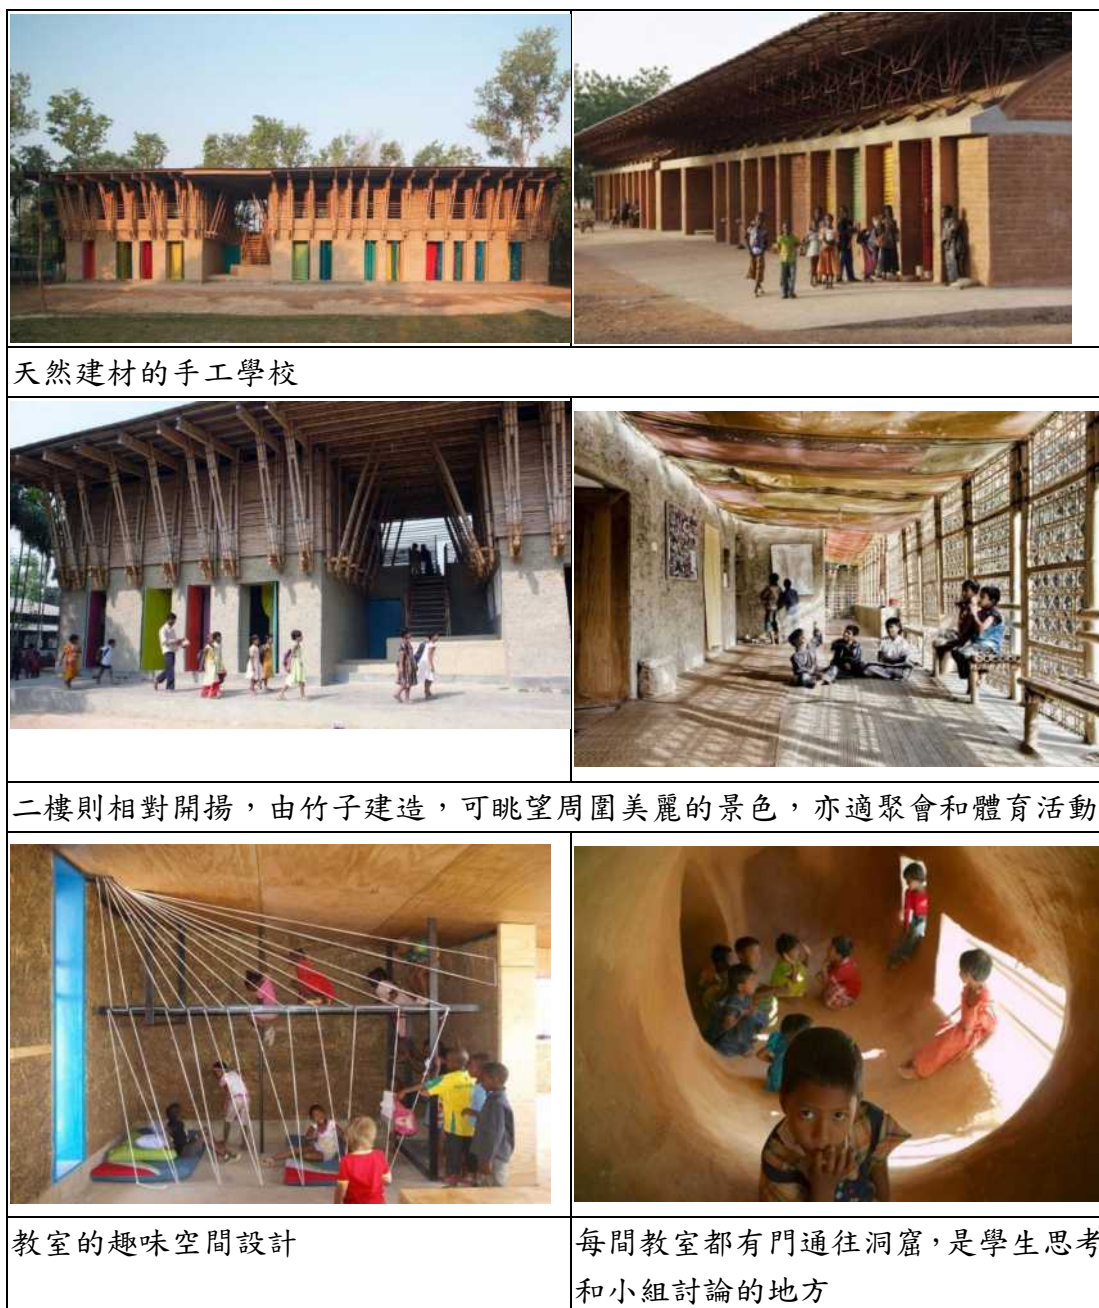 天然建材的手工學校
二樓則相對開揚，由竹子建造，可眺望周圍美麗的景色，亦適聚會和體育活動
教室的趣味空間設計
每間教室都有門通往洞窟，是學生思考
和小組討論的地方